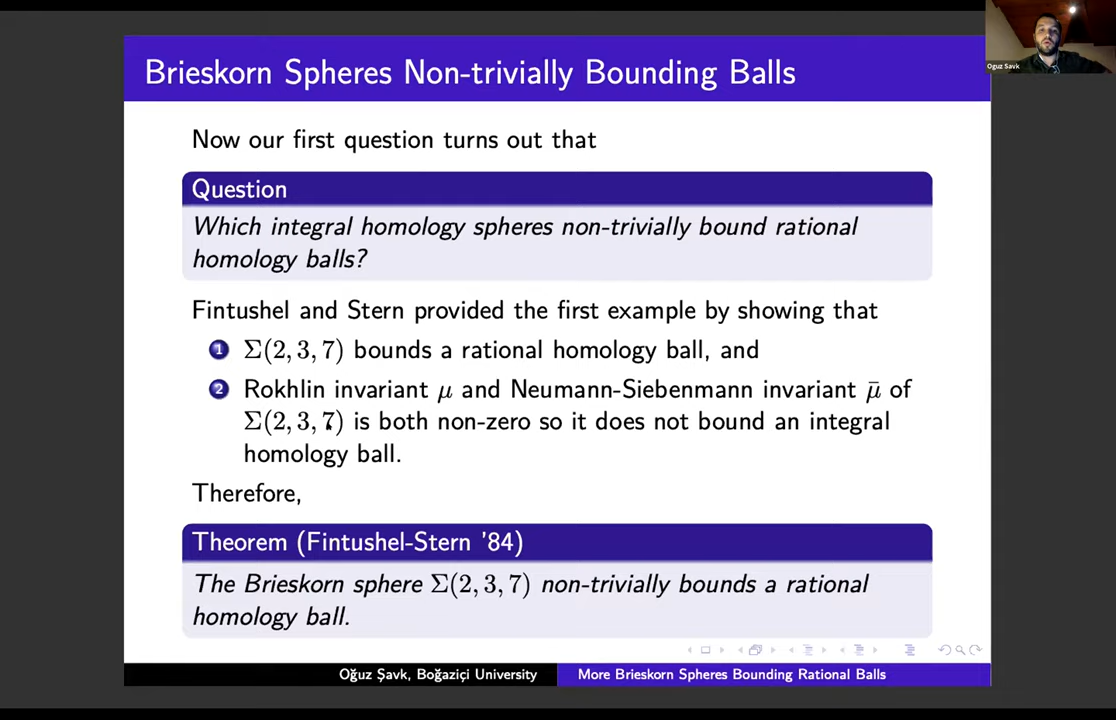 Brieskorn Spheres Non-trivially Bounding Balls
Oguz Savk
Now our first question turns out that
Question
Which integral homology spheres non-trivially bound rational
homology balls?
Fintushel and Stern provided the first example by showing that
1 Σ(2, 3, 7) bounds a rational homology ball, and
2 Rokhlin invariant μ and Neumann-Siebenmann invariant μ̄ of
Σ(2, 3, 7) is both non-zero so it does not bound an integral
homology ball.
Therefore,
Theorem (Fintushel-Stern '84)
The Brieskorn sphere Σ(2, 3, 7) non-trivially bounds a rational
homology ball.
Oğuz Şavk, Boğaziçi University
More Brieskorn Spheres Bounding Rational Balls